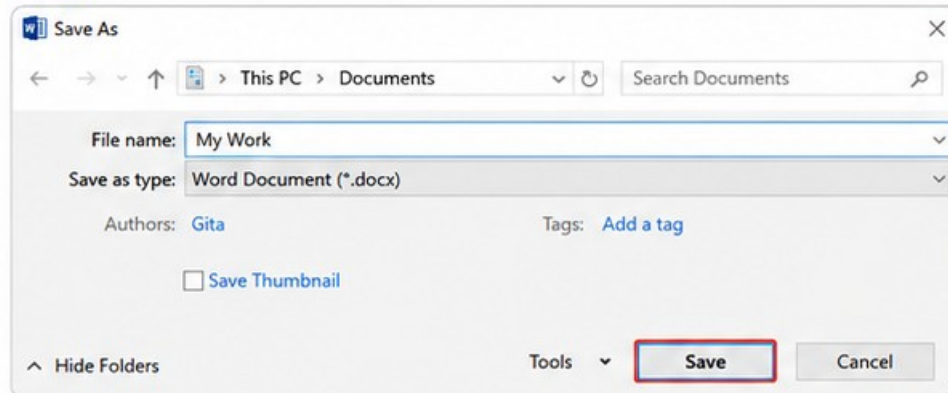 Save As
This PC > Documents Search Documents
File name: My Work
Save as type: Word Document (*.docx)
Authors: Gita Tags: Add a tag
Save Thumbnail
Hide Folders Tools Save Cancel